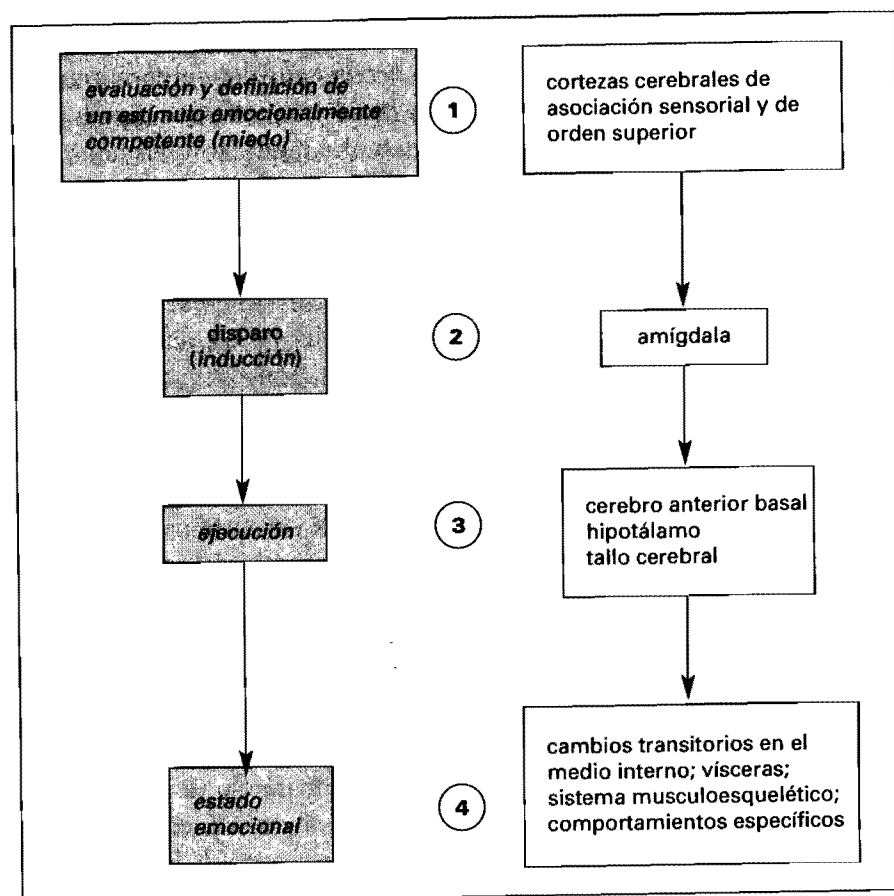 evaluación y definición de
un estímulo emocionalmente
competente (miedo)
1
cortezas cerebrales de
asociación sensorial y de
orden superior
disparo
(inducción)
2
amígdala
ejecución
3
cerebro anterior basal
hipotálamo
tallo cerebral
estado
emocional
4
cambios transitorios en el
medio interno; vísceras;
sistema musculoesquelético;
comportamientos específicos